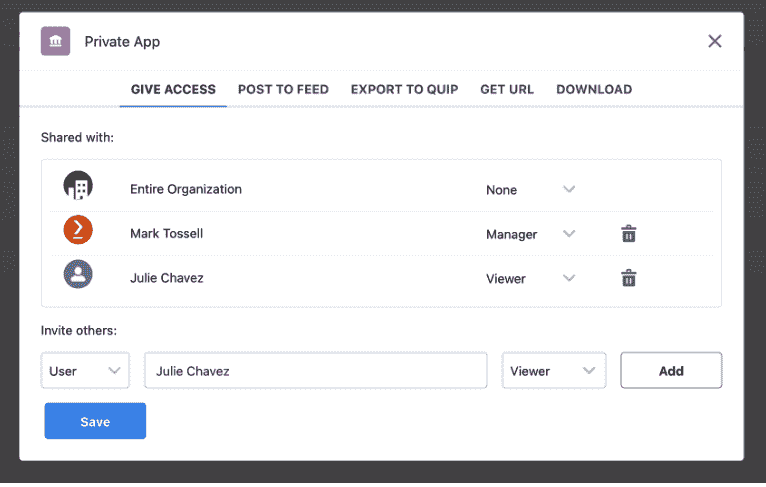 Private App
GIVE ACCESS POST TO FEED EXPORT TO QUIP GET URL DOWNLOAD
Shared with:
Entire Organization None
Mark Tossell Manager
Julie Chavez Viewer
Invite others:
User Julie Chavez Viewer Add
Save